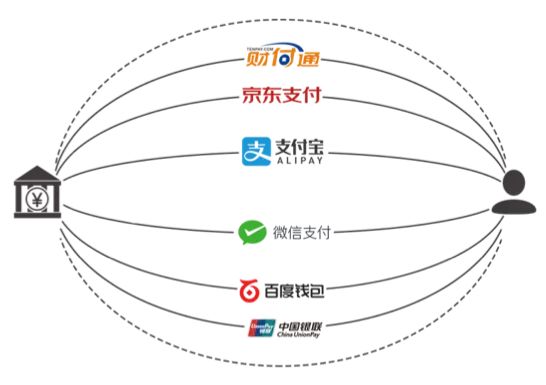 TENPAY.COM
财付通
京东支付
支 支付宝
ALIPAY
¥
微信支付
百度钱包
UnionPay 中国银联
银联 China UnionPay